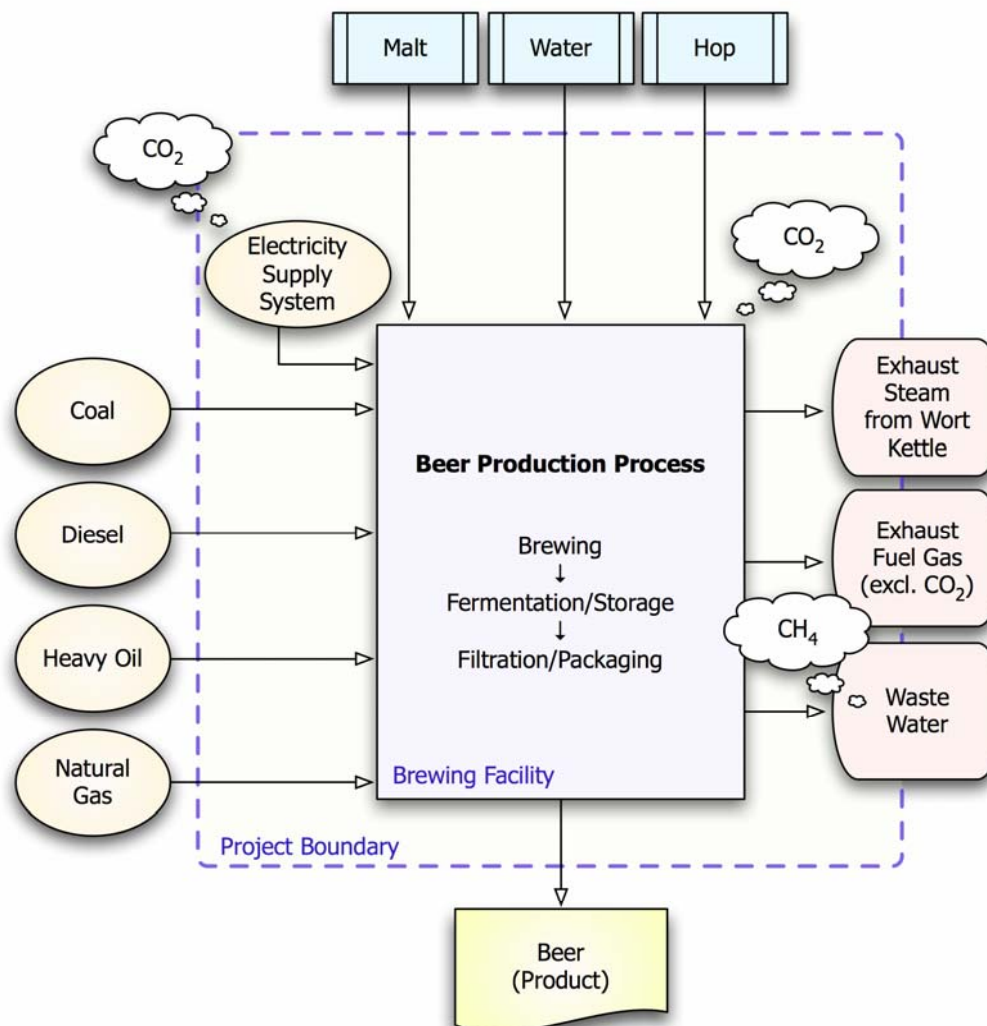 Malt
Water
Hop
CO₂
CO₂
Electricity
Supply
System
Coal
Diesel
Heavy Oil
Natural
Gas
Beer Production Process
Brewing
↓
Fermentation/Storage
↓
Filtration/Packaging
Brewing Facility
Project Boundary
Exhaust
Steam
from Wort
Kettle
Exhaust
Fuel Gas
(excl. CO₂)
CH₄
Waste
Water
Beer
(Product)